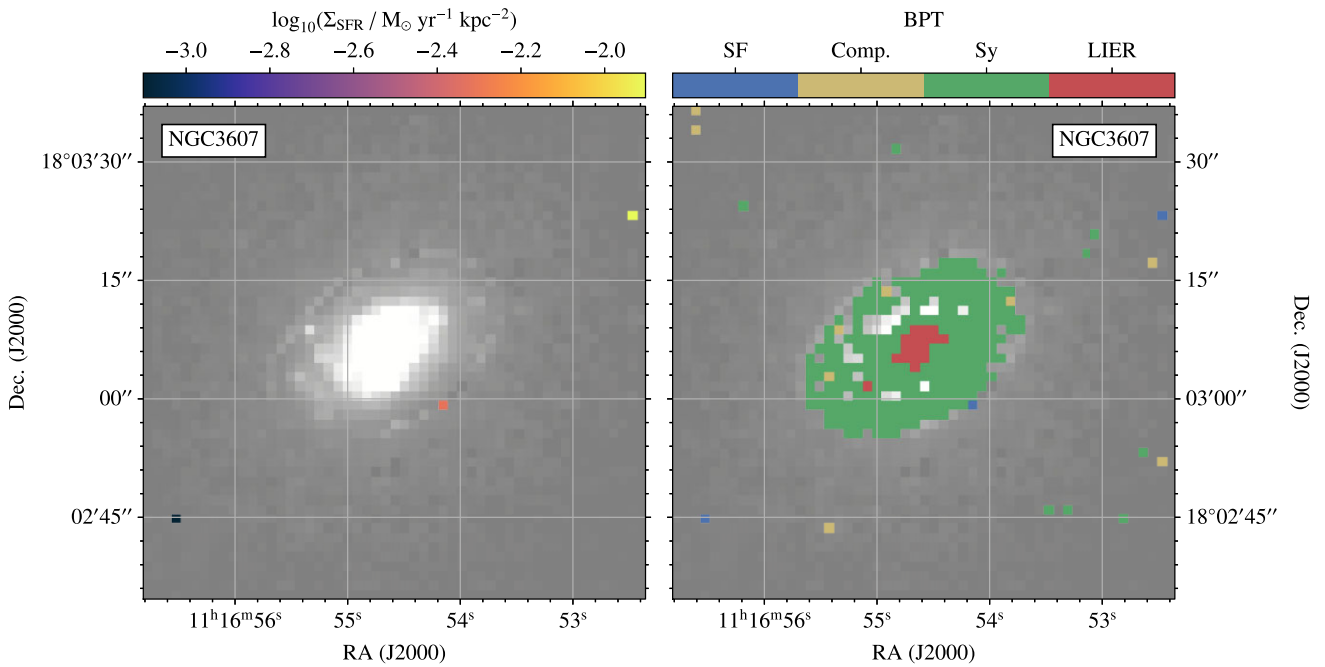 log₁₀(Σ_SFR / M_⊙ yr⁻¹ kpc⁻²)
−3.0 −2.8 −2.6 −2.4 −2.2 −2.0
NGC3607
18°03′30′′
15′′
00′′
02′45′′
Dec. (J2000)
11ʰ16ᵐ56ˢ 55ˢ 54ˢ 53ˢ
RA (J2000)
BPT
SF Comp. Sy LIER
NGC3607
30′′
15′′
03′00′′
18°02′45′′
Dec. (J2000)
11ʰ16ᵐ56ˢ 55ˢ 54ˢ 53ˢ
RA (J2000)